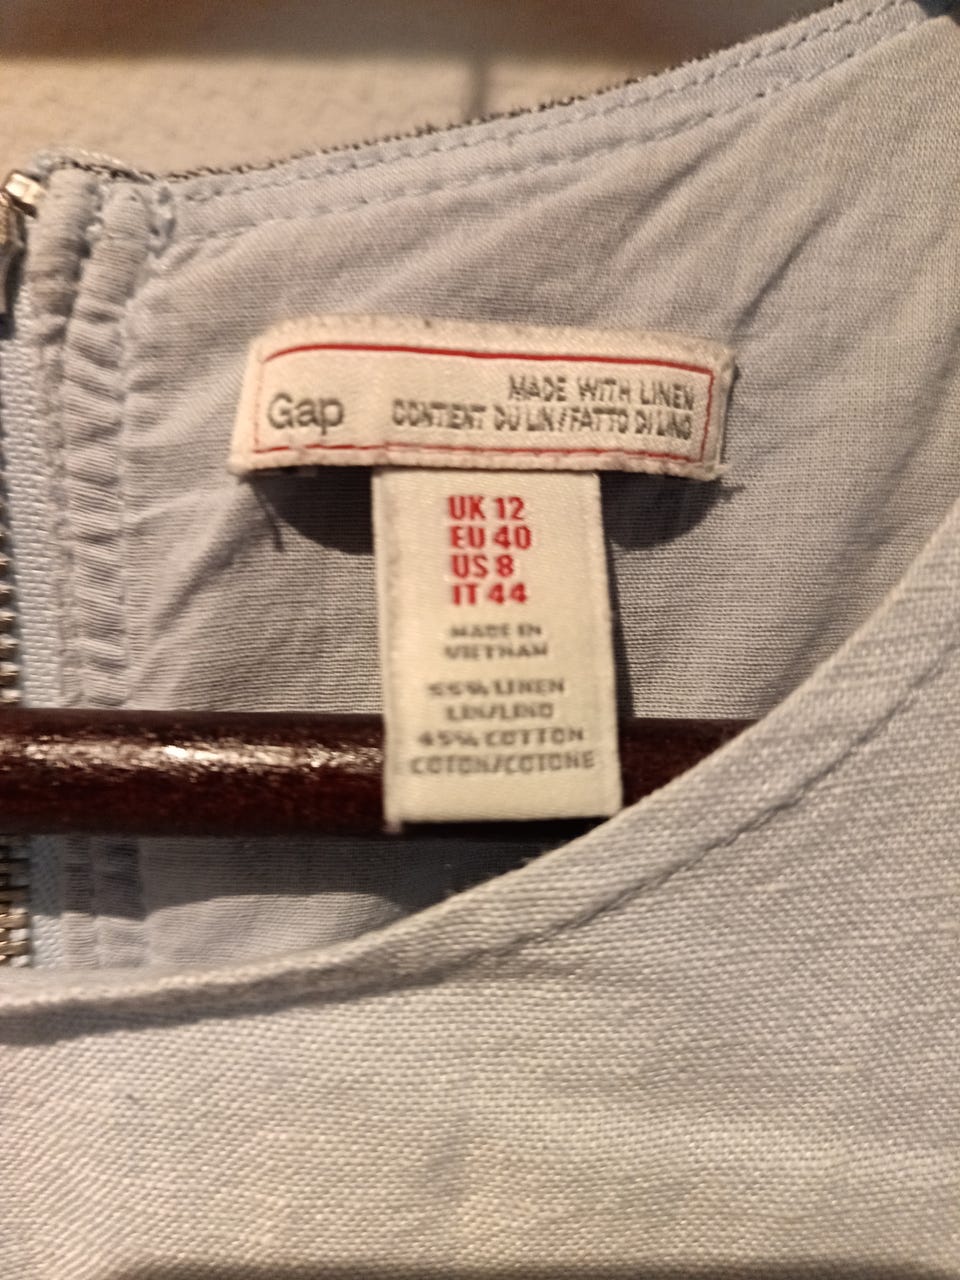 Gap
MADE WITH LINEN
CONTIENT DU LIN/FATTO DI LINO
UK 12
EU 40
US 8
IT 44
MADE IN
VIETNAM
55% LINEN
LIN/LINO
45% COTTON
COTON/COTONE